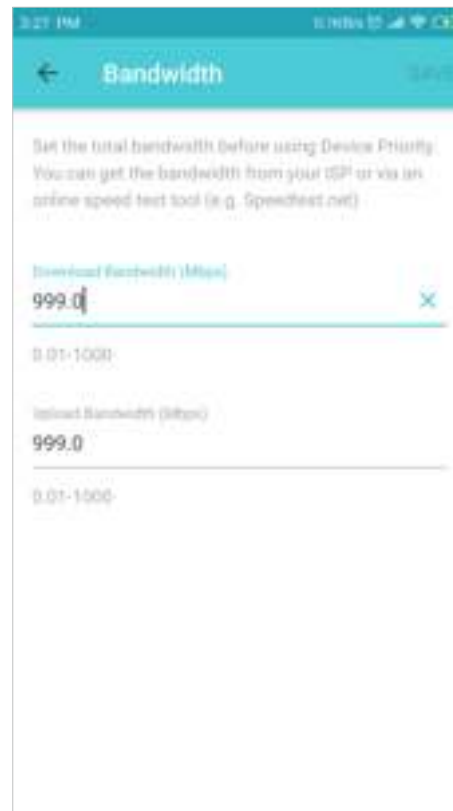 3:21 PM
Bandwidth
SAVE
Set the total bandwidth before using Device Priority.
You can get the bandwidth from your ISP or via an
online speed test tool (e.g. Speedtest.net)
Download Bandwidth (Mbps)
999.0
0.01-1000
Upload Bandwidth (Mbps)
999.0
0.01-1000